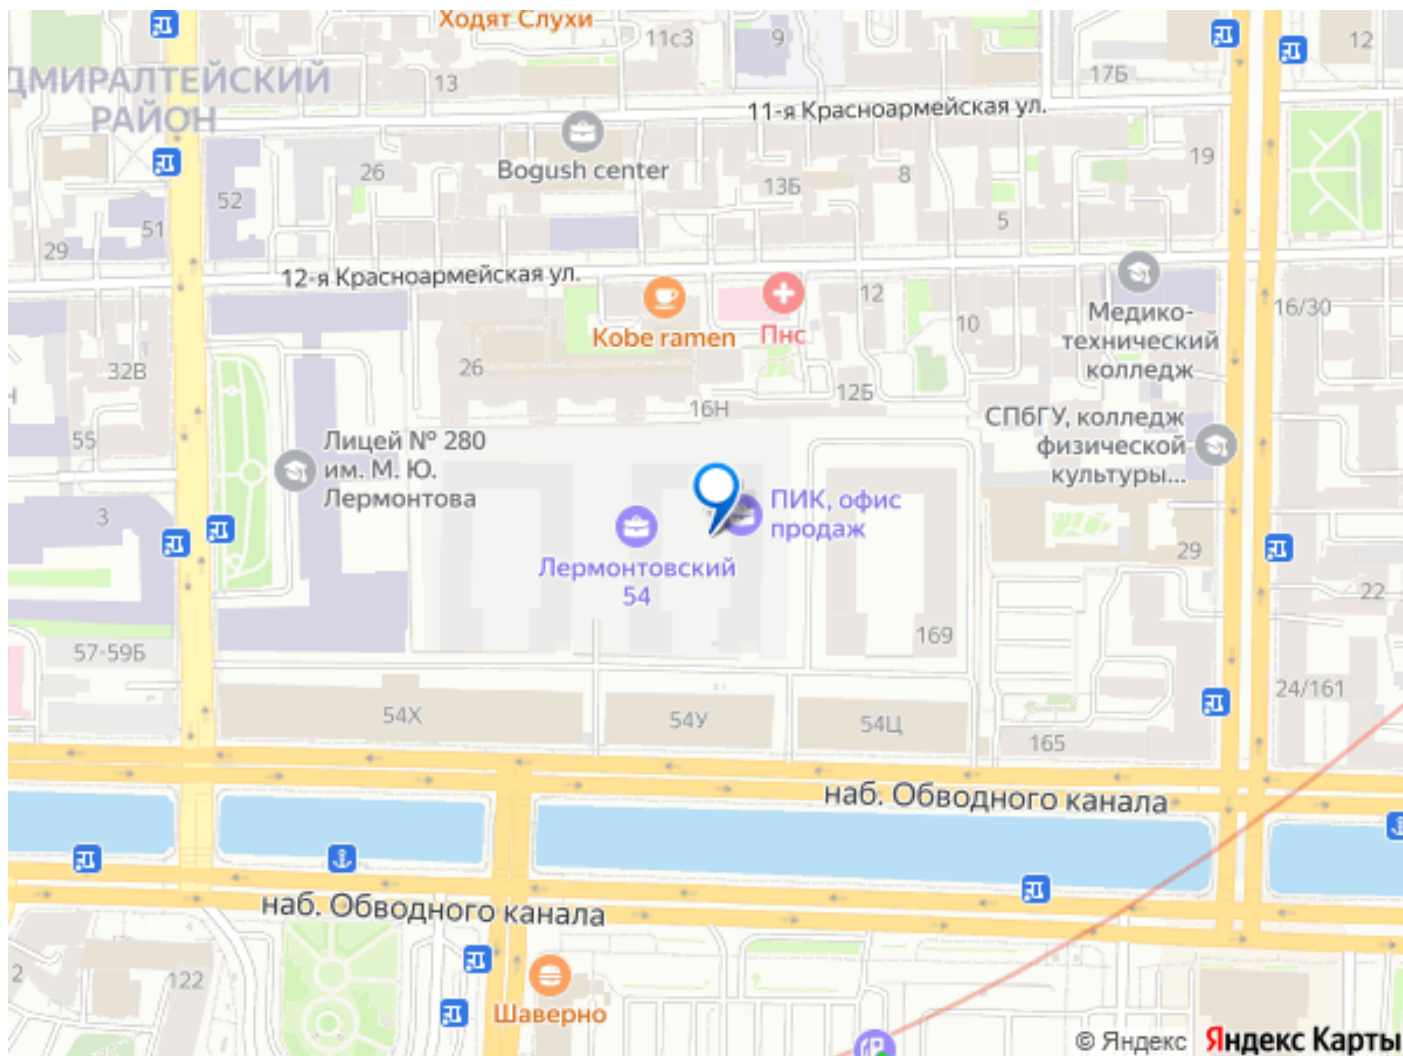 Ходят Слухи
11с3
9
12
17Б
13
ДМИРАЛТЕЙСКИЙ
РАЙОН
11-я Красноармейская ул.
Bogush center
26
13Б
8
19
52
51
29
5
12-я Красноармейская ул.
Kobe ramen
Пнс
12
10
Медико-
технический
колледж
16/30
32В
26
12Б
16Н
55
Лицей № 280
им. М. Ю.
Лермонтова
СПбГУ, колледж
физической
культуры...
3
ПИК, офис
продаж
Лермонтовский
54
29
22
57-59Б
169
54Х
54У
54Ц
165
24/161
наб. Обводного канала
наб. Обводного канала
2
122
Шаверно
© Яндекс Яндекс Карты